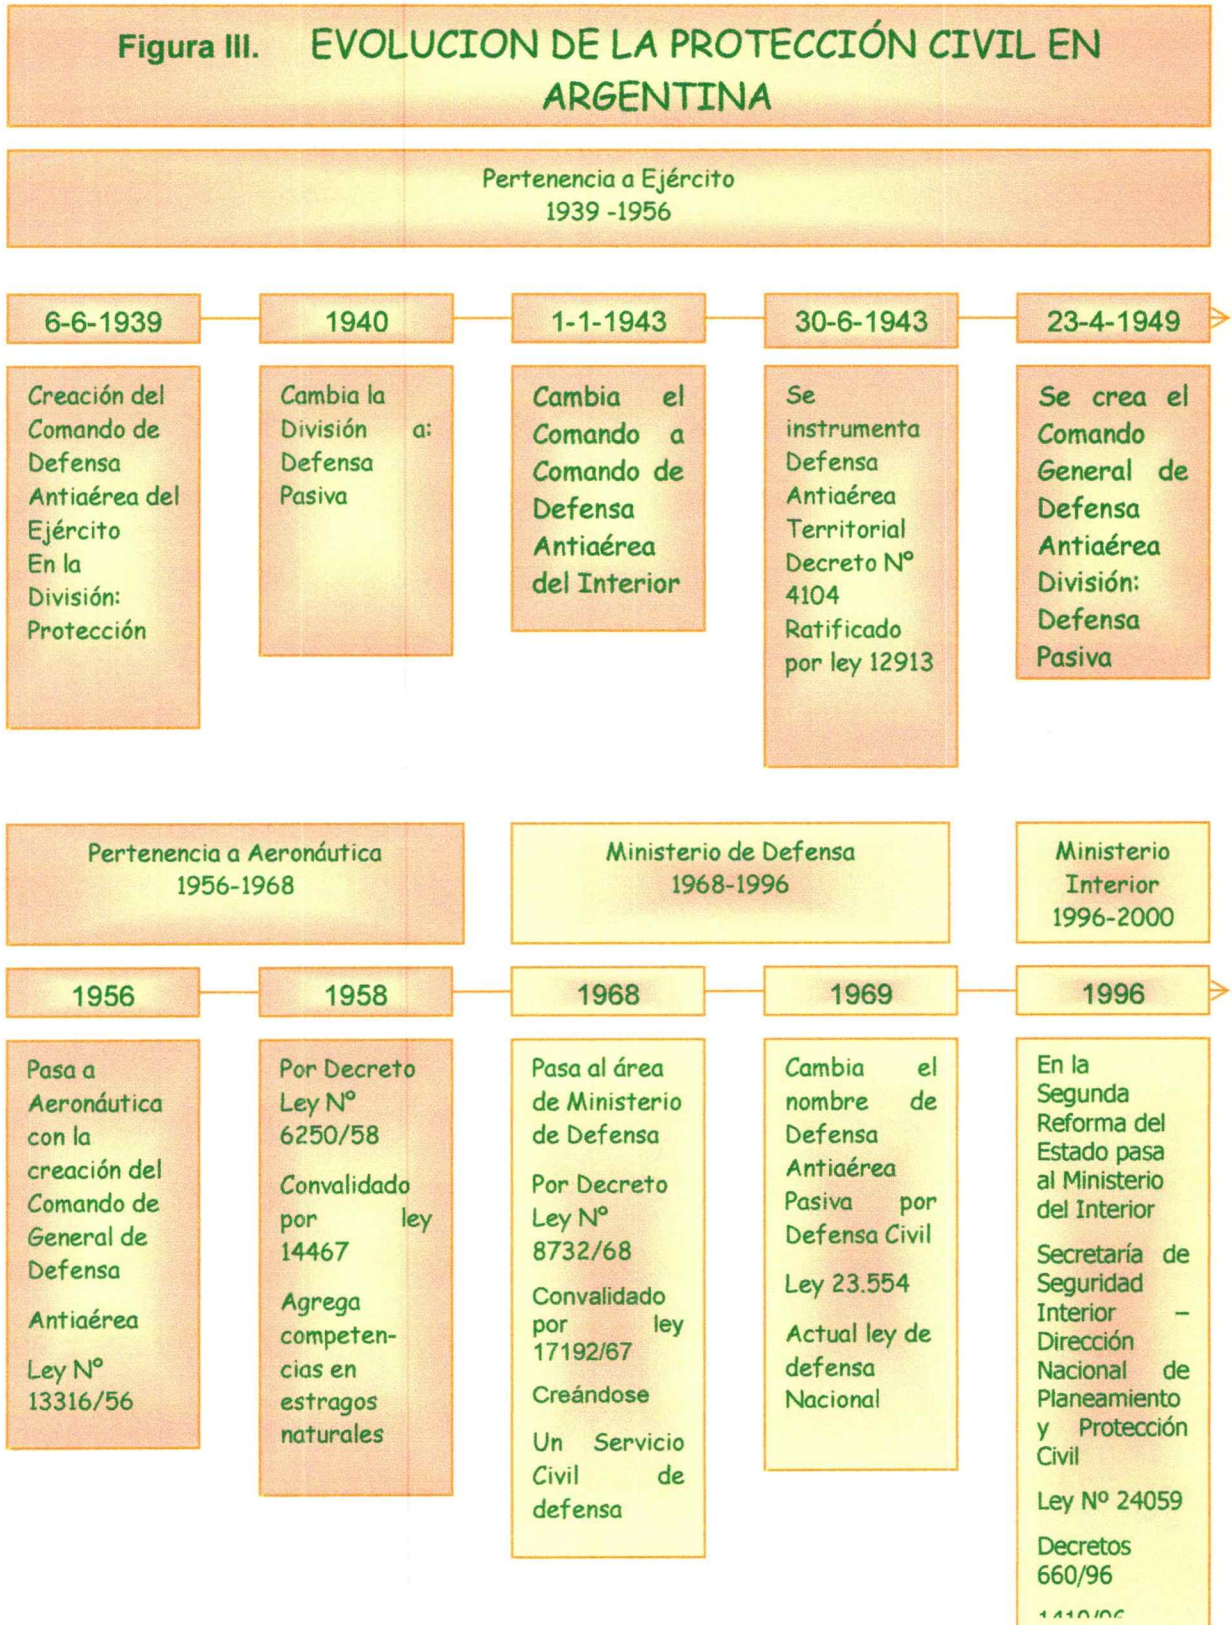 Figura III. EVOLUCION DE LA PROTECCIÓN CIVIL EN
ARGENTINA
Pertenencia a Ejército
1939 -1956
6-6-1939
Creación del
Comando de
Defensa
Antiaérea del
Ejército
En la
División:
Protección
1940
Cambia la
División a:
Defensa
Pasiva
1-1-1943
Cambia el
Comando a
Comando de
Defensa
Antiaérea
del Interior
30-6-1943
Se
instrumenta
Defensa
Antiaérea
Territorial
Decreto Nº
4104
Ratificado
por ley 12913
23-4-1949
Se crea el
Comando
General de
Defensa
Antiaérea
División:
Defensa
Pasiva
Pertenencia a Aeronáutica
1956-1968
Ministerio de Defensa
1968-1996
Ministerio
Interior
1996-2000
1956
Pasa a
Aeronáutica
con la
creación del
Comando de
General de
Defensa
Antiaérea
Ley Nº
13316/56
1958
Por Decreto
Ley Nº
6250/58
Convalidado
por ley
14467
Agrega
competen-
cias en
estragos
naturales
1968
Pasa al área
de Ministerio
de Defensa
Por Decreto
Ley Nº
8732/68
Convalidado
por ley
17192/67
Creándose
Un Servicio
Civil de
defensa
1969
Cambia el
nombre de
Defensa
Antiaérea
Pasiva por
Defensa Civil
Ley 23.554
Actual ley de
defensa
Nacional
1996
En la
Segunda
Reforma del
Estado pasa
al Ministerio
del Interior
Secretaría de
Seguridad
Interior –
Dirección
Nacional de
Planeamiento
y Protección
Civil
Ley Nº 24059
Decretos
660/96